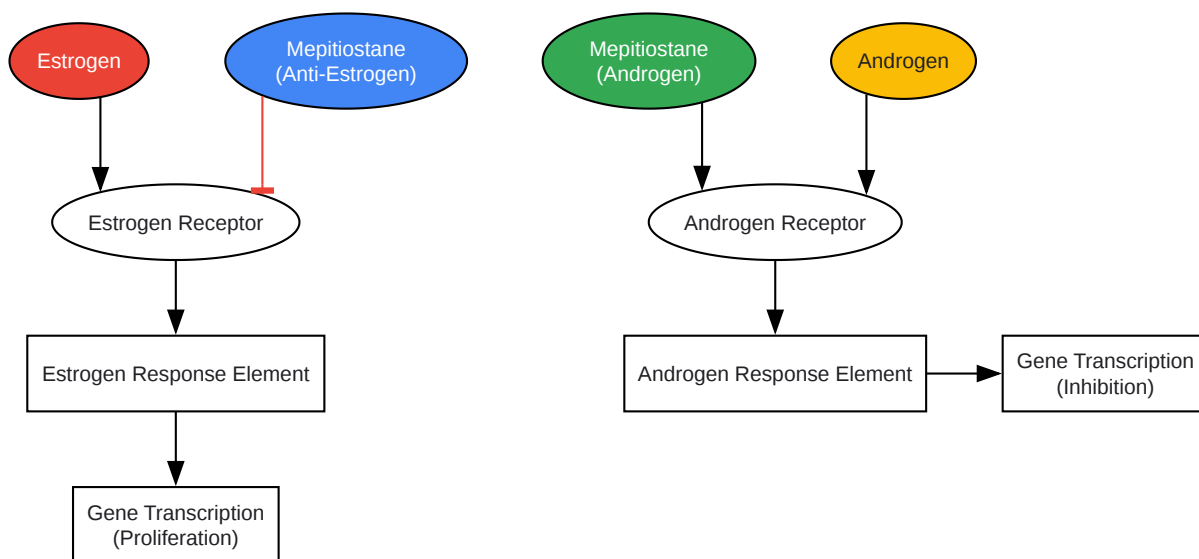 Estrogen
Mepitiostane
(Anti-Estrogen)
Mepitiostane
(Androgen)
Androgen
Estrogen Receptor
Androgen Receptor
Estrogen Response Element
Androgen Response Element
Gene Transcription
(Inhibition)
Gene Transcription
(Proliferation)